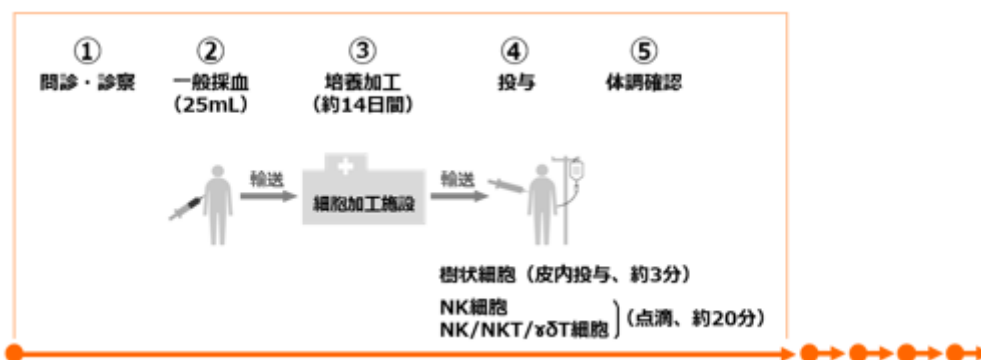 ①
問診・診察
②
一般採血
（25mL）
③
培養加工
（約14日間）
④
投与
⑤
体調確認
輸送
細胞加工施設
輸送
樹状細胞（皮内投与、約3分）
NK細胞
NK/NKT/γδT細胞
（点滴、約20分）